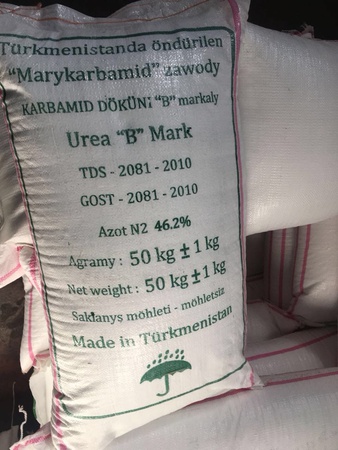 Türkmenistanda öndürilen
"Marykarbamid" zawody
KARBAMID DÖKÜNI "B" markaly
Urea "B" Mark
TDS - 2081 - 2010
GOST - 2081 - 2010
Azot N2 46.2%
Agramy : 50 kg ± 1 kg
Net weight : 50 kg ± 1 kg
Saklanys möhleti - möhletsiz
Made in Türkmenistan